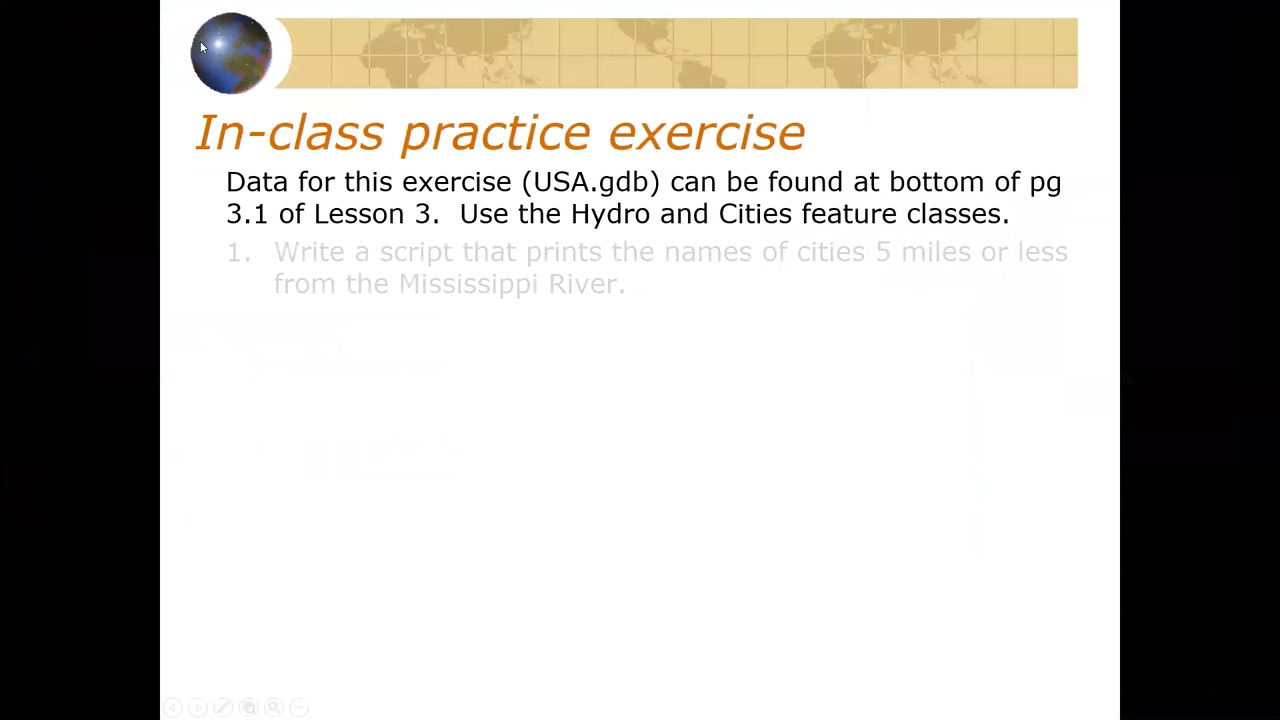 In-class practice exercise
Data for this exercise (USA.gdb) can be found at bottom of pg
3.1 of Lesson 3.  Use the Hydro and Cities feature classes.
1. Write a script that prints the names of cities 5 miles or less
from the Mississippi River.